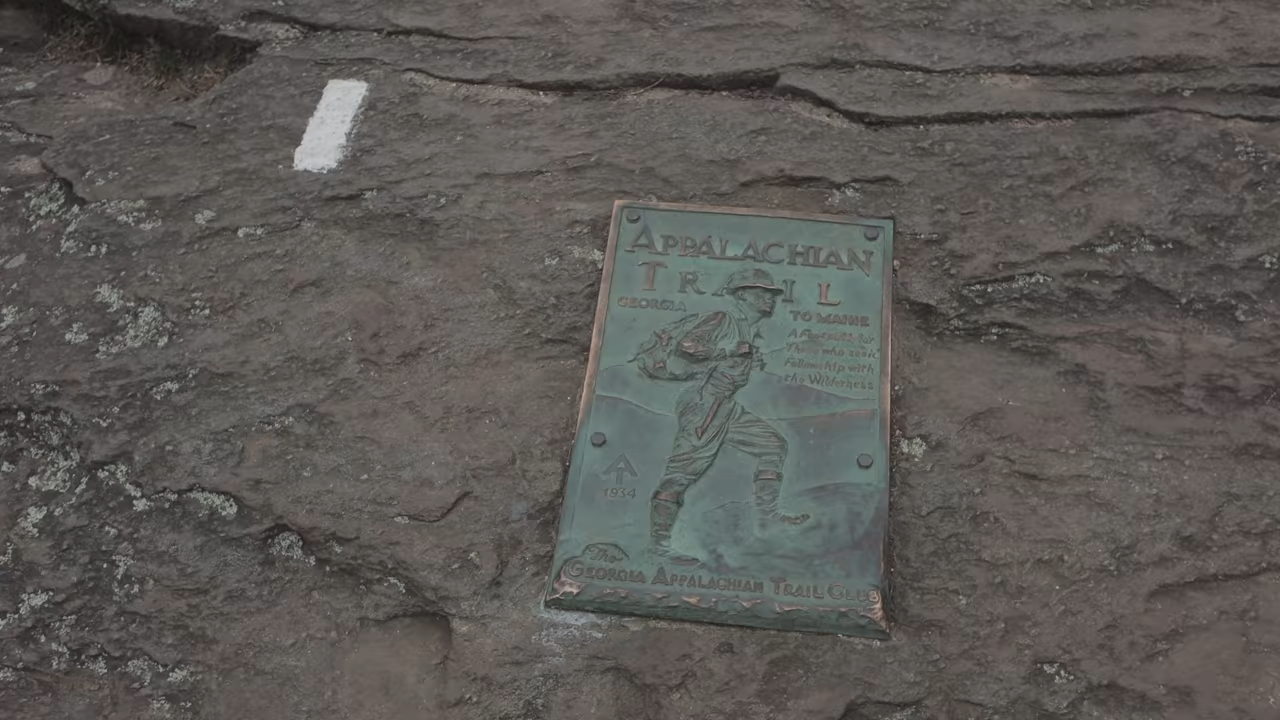 APPALACHIAN
TRAIL
GEORGIA TO MAINE
A Footpath for
Those who seek
Fellowship with
the Wilderness
1934
The
GEORGIA APPALACHIAN TRAIL CLUB